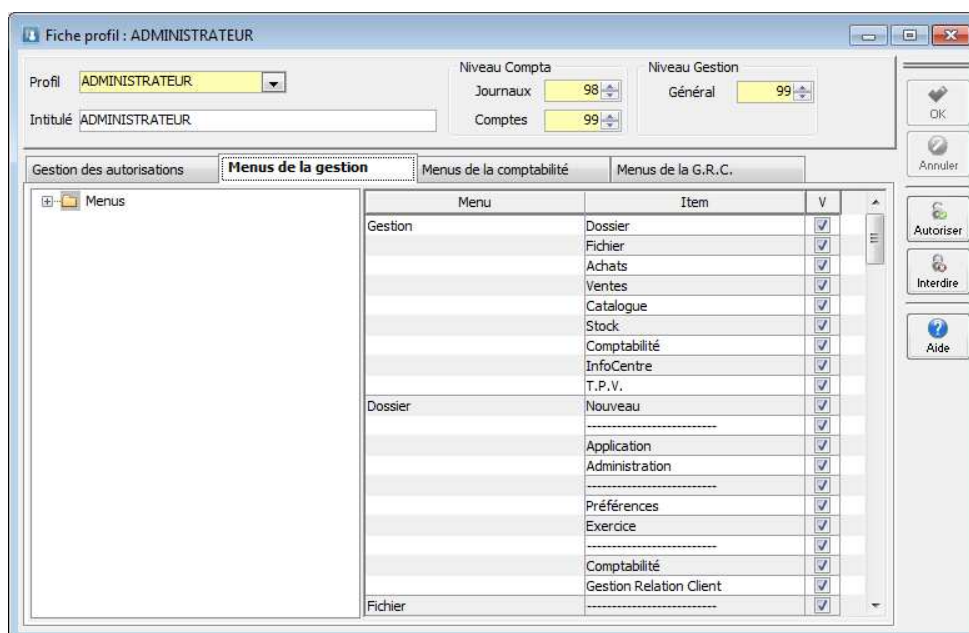 Fiche profil : ADMINISTRATEUR
Niveau Compta Niveau Gestion
Profil ADMINISTRATEUR Journaux 98 Général 99
Intitulé ADMINISTRATEUR Comptes 99
OK
Annuler
Autoriser
Interdire
Aide
Gestion des autorisations Menus de la gestion Menus de la comptabilité Menus de la G.R.C.
Menus
Menu Item V
Gestion Dossier
Fichier
Achats
Ventes
Catalogue
Stock
Comptabilité
InfoCentre
T.P.V.
Dossier Nouveau
--------------------------
Application
Administration
--------------------------
Préférences
Exercice
--------------------------
Comptabilité
Gestion Relation Client
Fichier --------------------------